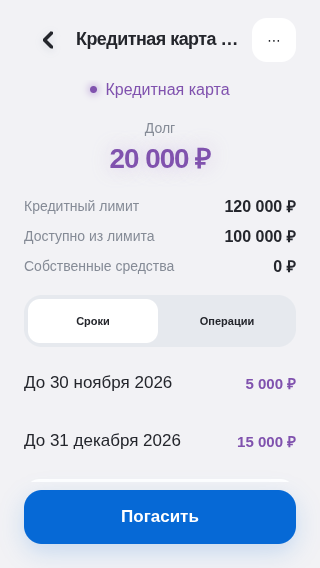 Кредитная карта ...
...
Кредитная карта
Долг
20 000 ₽
Кредитный лимит 120 000 ₽
Доступно из лимита 100 000 ₽
Собственные средства 0 ₽
Сроки Операции
До 30 ноября 2026 5 000 ₽
До 31 декабря 2026 15 000 ₽
Погасить